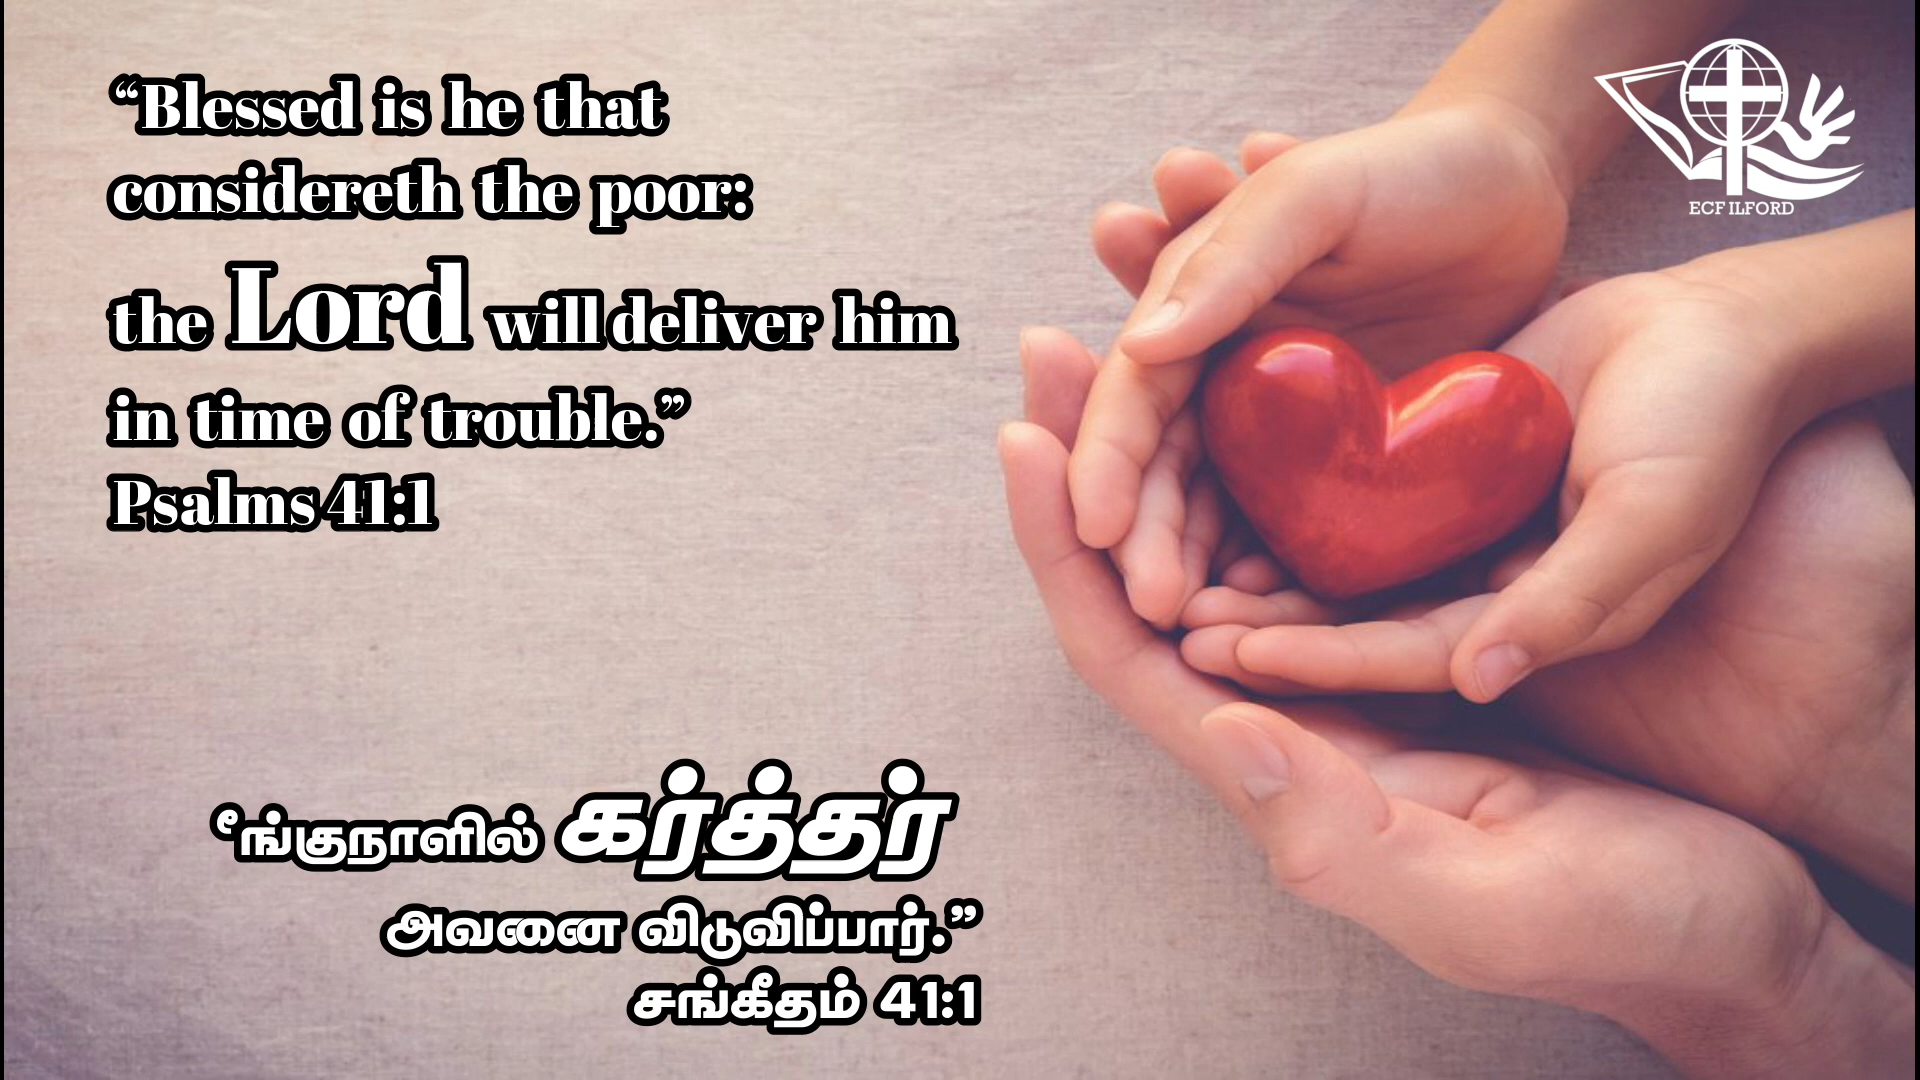 “Blessed is he that
considereth the poor:
the Lord will deliver him
in time of trouble.”
Psalms 41:1
ீங்குநாளில் கர்த்தர்
அவனை விடுவிப்பார்.”
சங்கீதம் 41:1
ECF ILFORD